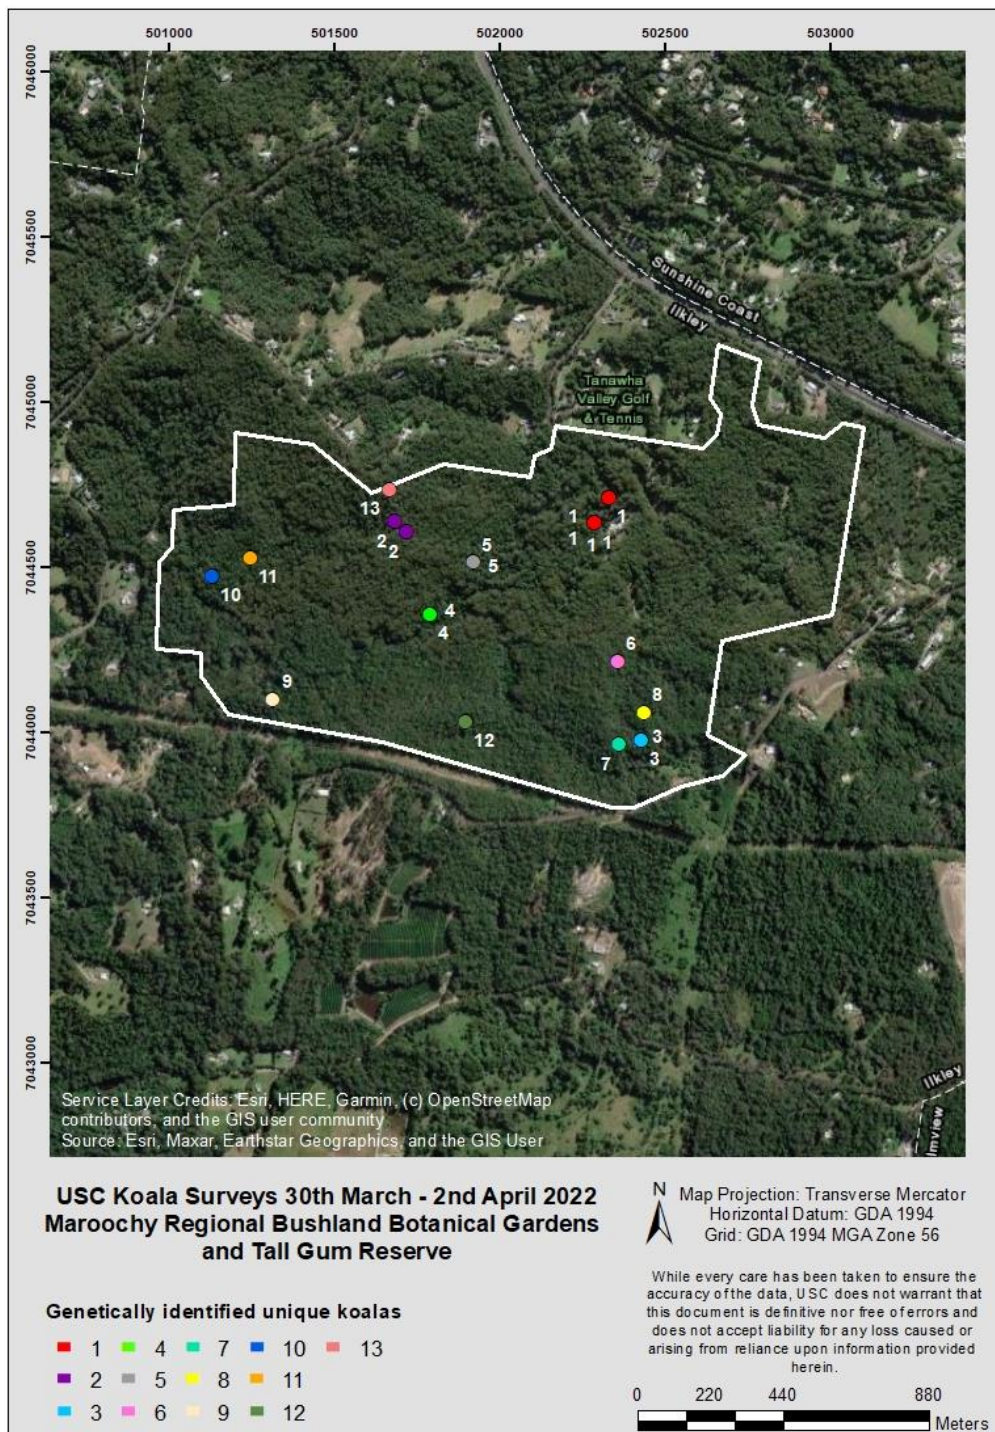 501000 501500 502000 502500 503000
7046000
7045500
7045000
7044500
7044000
7043500
7043000
Sunshine Coast
Ilkley
Tanawha
Valley Golf
& Tennis
13
1 1
2
1 1 1
2
5
5
11
10
4
4
6
9
8
12
3
7 3
Ilkley
lmview
Service Layer Credits: Esri, HERE, Garmin, (c) OpenStreetMap
contributors, and the GIS user community
Source: Esri, Maxar, Earthstar Geographics, and the GIS User
USC Koala Surveys 30th March - 2nd April 2022
Maroochy Regional Bushland Botanical Gardens
and Tall Gum Reserve
N
Map Projection: Transverse Mercator
Horizontal Datum: GDA 1994
Grid: GDA 1994 MGA Zone 56
While every care has been taken to ensure the
accuracy of the data, USC does not warrant that
this document is definitive nor free of errors and
does not accept liability for any loss caused or
arising from reliance upon information provided
herein.
Genetically identified unique koalas
1 4 7 10 13
2 5 8 11
3 6 9 12
0 220 440 880
Meters